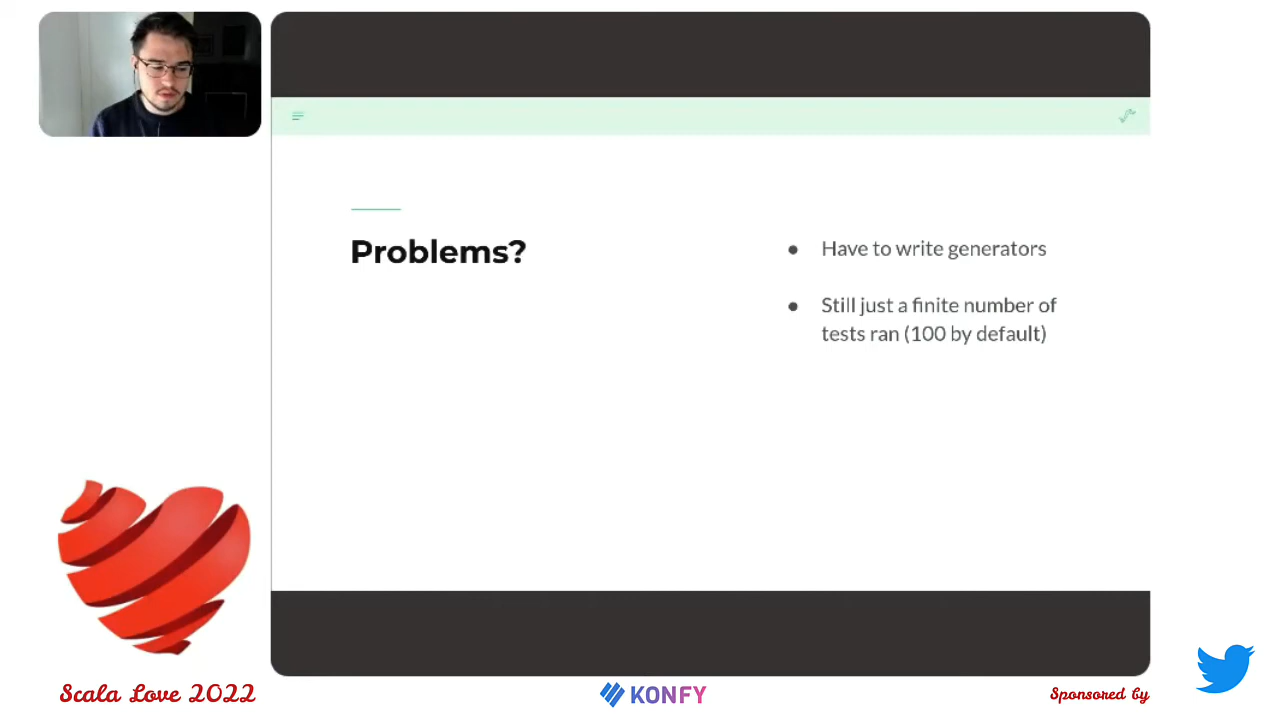 Problems?
● Have to write generators
● Still just a finite number of
tests ran (100 by default)
Scala Love 2022
KONFY
Sponsored by